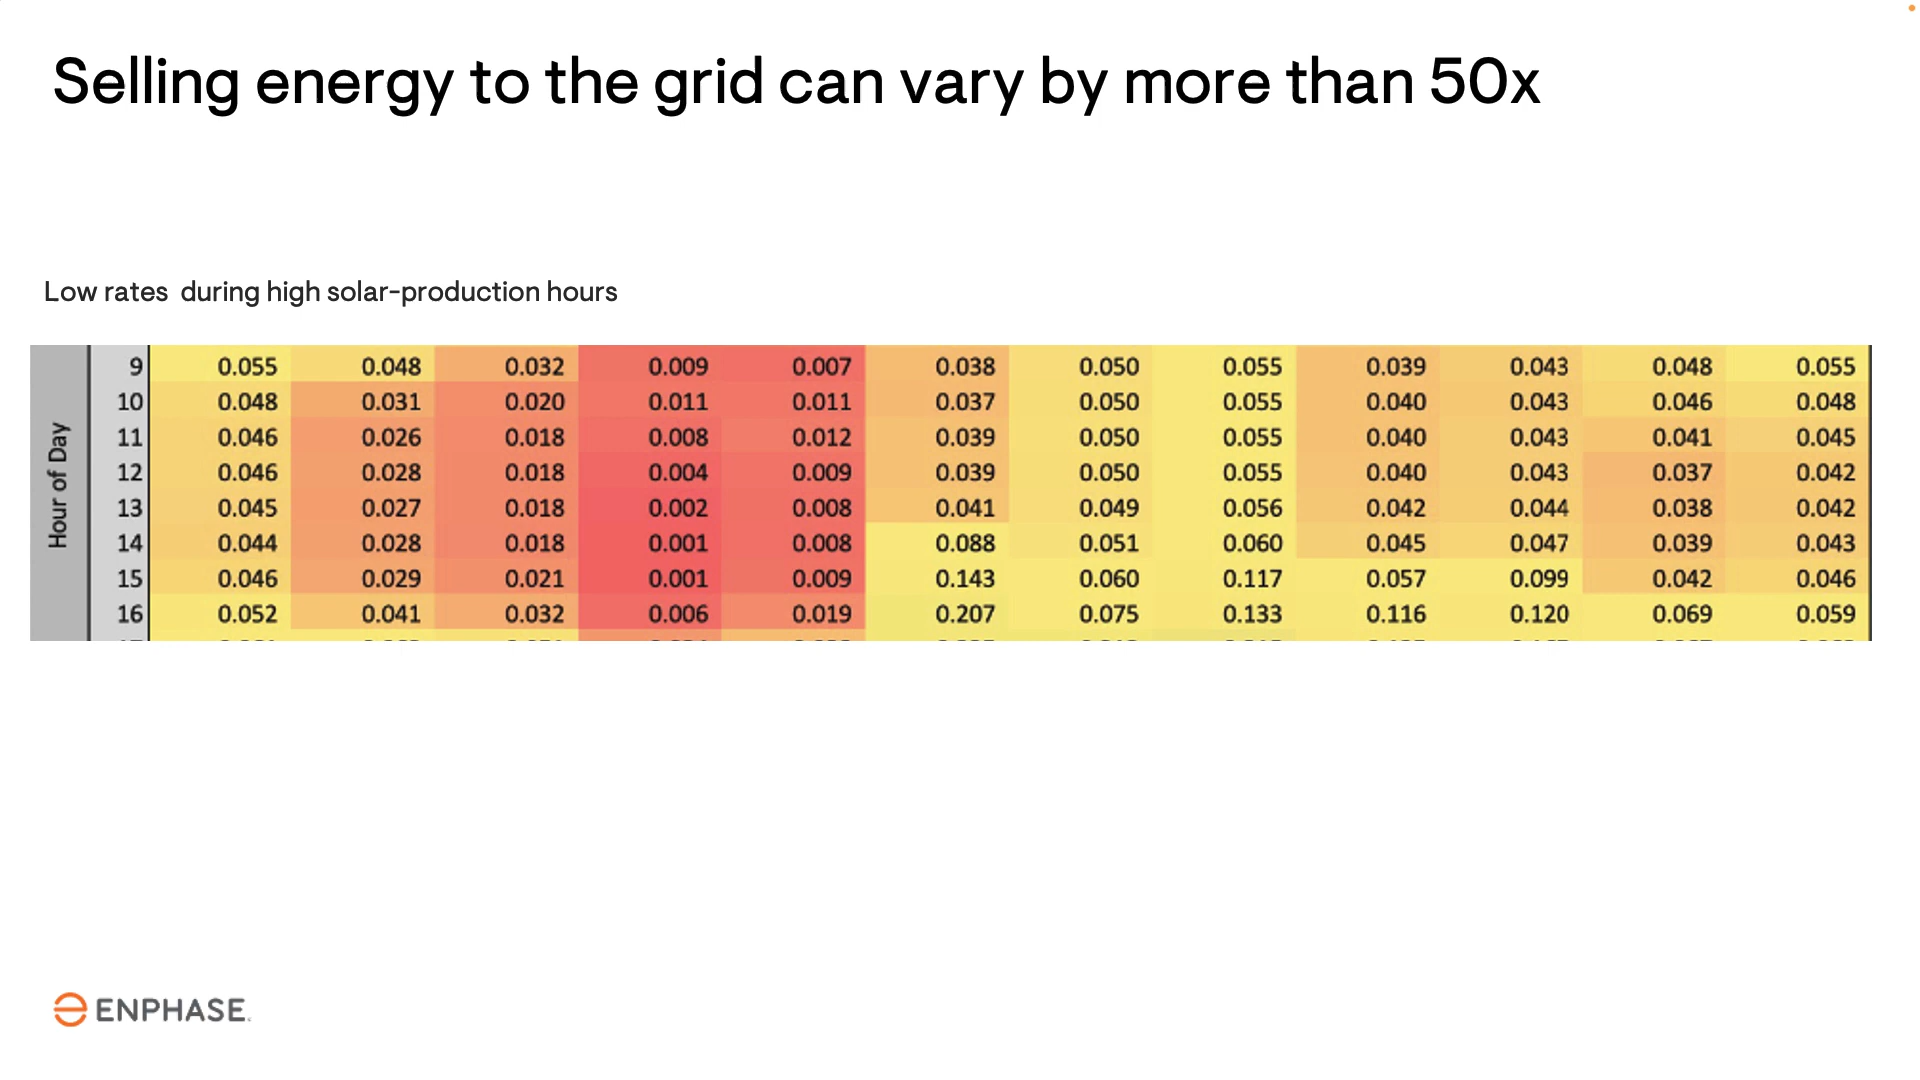 Selling energy to the grid can vary by more than 50x
Low rates during high solar-production hours
Hour of Day
9 0.055 0.048 0.032 0.009 0.007 0.038 0.050 0.055 0.039 0.043 0.048 0.055
10 0.048 0.031 0.020 0.011 0.011 0.037 0.050 0.055 0.040 0.043 0.046 0.048
11 0.046 0.026 0.018 0.008 0.012 0.039 0.050 0.055 0.040 0.043 0.041 0.045
12 0.046 0.028 0.018 0.004 0.009 0.039 0.050 0.055 0.040 0.043 0.037 0.042
13 0.045 0.027 0.018 0.002 0.008 0.041 0.049 0.056 0.042 0.044 0.038 0.042
14 0.044 0.028 0.018 0.001 0.008 0.088 0.051 0.060 0.045 0.047 0.039 0.043
15 0.046 0.029 0.021 0.001 0.009 0.143 0.060 0.117 0.057 0.099 0.042 0.046
16 0.052 0.041 0.032 0.006 0.019 0.207 0.075 0.133 0.116 0.120 0.069 0.059
ENPHASE.